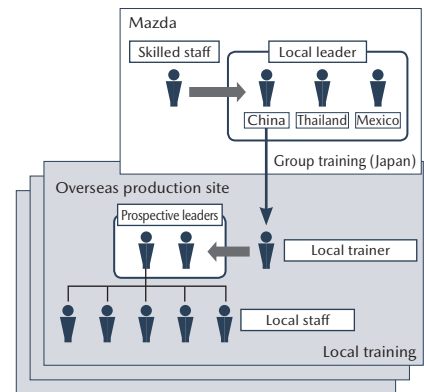 Mazda
Skilled staff
Local leader
China
Thailand
Mexico
Group training (Japan)
Overseas production site
Prospective leaders
Local trainer
Local staff
Local training